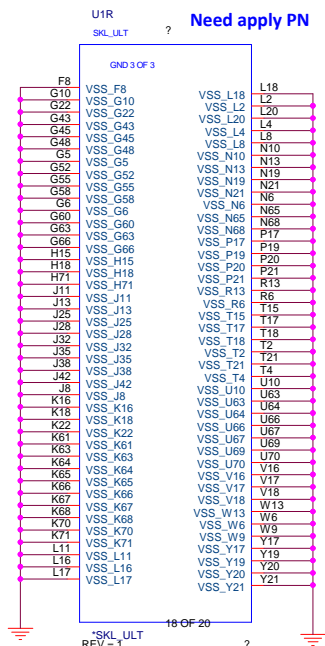 U1R
Need apply PN
SKL_ULT
?
GND 3 OF 3
F8 VSS_F8
G10 VSS_G10
G22 VSS_G22
G43 VSS_G43
G45 VSS_G45
G48 VSS_G48
G5 VSS_G5
G52 VSS_G52
G55 VSS_G55
G58 VSS_G58
G6 VSS_G6
G60 VSS_G60
G63 VSS_G63
G66 VSS_G66
H15 VSS_H15
H18 VSS_H18
H71 VSS_H71
J11 VSS_J11
J13 VSS_J13
J25 VSS_J25
J28 VSS_J28
J32 VSS_J32
J35 VSS_J35
J38 VSS_J38
J42 VSS_J42
J8 VSS_J8
K16 VSS_K16
K18 VSS_K18
K22 VSS_K22
K61 VSS_K61
K63 VSS_K63
K64 VSS_K64
K65 VSS_K65
K66 VSS_K66
K67 VSS_K67
K68 VSS_K68
K70 VSS_K70
K71 VSS_K71
L11 VSS_L11
L16 VSS_L16
L17 VSS_L17
VSS_L18 L18
VSS_L2 L2
VSS_L20 L20
VSS_L4 L4
VSS_L8 L8
VSS_N10 N10
VSS_N13 N13
VSS_N19 N19
VSS_N21 N21
VSS_N6 N6
VSS_N65 N65
VSS_N68 N68
VSS_P17 P17
VSS_P19 P19
VSS_P20 P20
VSS_P21 P21
VSS_R13 R13
VSS_R6 R6
VSS_T15 T15
VSS_T17 T17
VSS_T18 T18
VSS_T2 T2
VSS_T21 T21
VSS_T4 T4
VSS_U10 U10
VSS_U63 U63
VSS_U64 U64
VSS_U66 U66
VSS_U67 U67
VSS_U69 U69
VSS_U70 U70
VSS_V16 V16
VSS_V17 V17
VSS_V18 V18
VSS_W13 W13
VSS_W6 W6
VSS_W9 W9
VSS_Y17 Y17
VSS_Y19 Y19
VSS_Y20 Y20
VSS_Y21 Y21
18 OF 20
*SKL_ULT
REV = 1
?